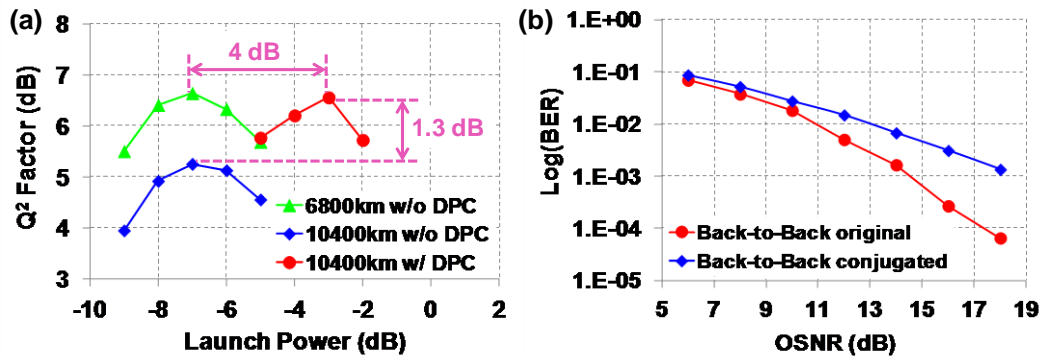 (a)
Q² Factor (dB)
8
7
6
5
4
3
4 dB
1.3 dB
6800km w/o DPC
10400km w/o DPC
10400km w/ DPC
-10
-8
-6
-4
-2
0
2
Launch Power (dB)
(b)
Log(BER)
1.E+00
1.E-01
1.E-02
1.E-03
1.E-04
1.E-05
Back-to-Back original
Back-to-Back conjugated
5
7
9
11
13
15
17
19
OSNR (dB)